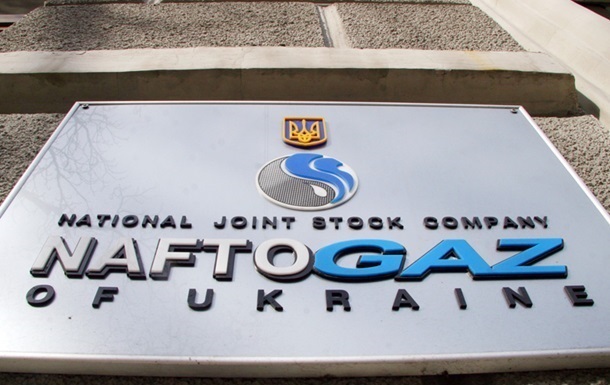 NATIONAL JOINT STOCK COMPANY
NAFTOGAZ
OF UKRAINE